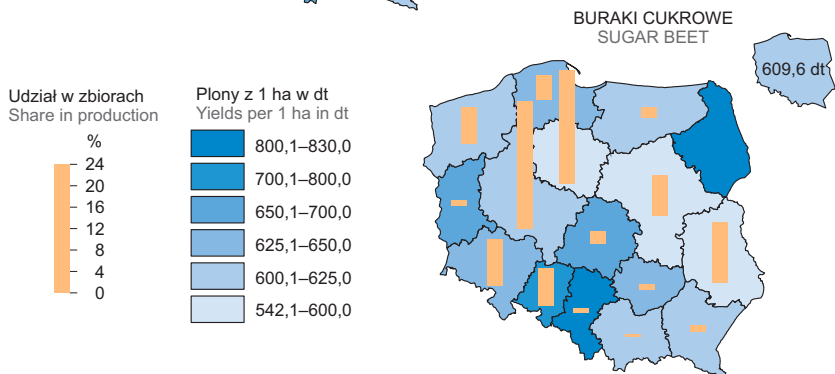 BURAKI CUKROWE
SUGAR BEET
609,6 dt
Udział w zbiorach
Share in production
%
24
20
16
12
8
4
0
Plony z 1 ha w dt
Yields per 1 ha in dt
800,1–830,0
700,1–800,0
650,1–700,0
625,1–650,0
600,1–625,0
542,1–600,0